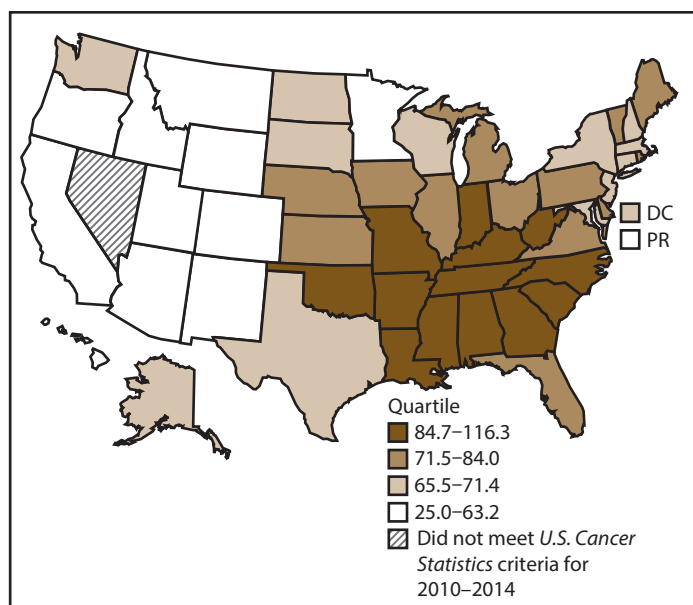 DC
PR
Quartile
84.7–116.3
71.5–84.0
65.5–71.4
25.0–63.2
Did not meet U.S. Cancer
Statistics criteria for
2010–2014